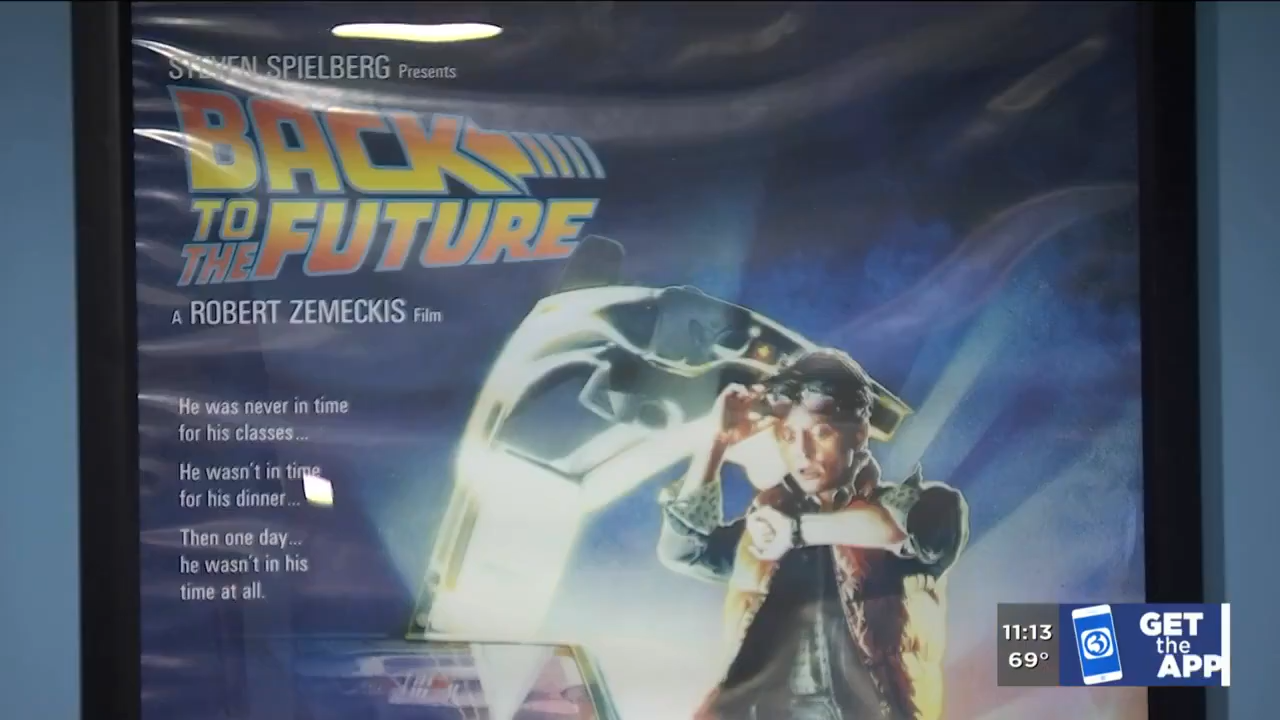 STEVEN SPIELBERG Presents
BACK
TO
THE FUTURE
A ROBERT ZEMECKIS Film
He was never in time
for his classes...
He wasn't in time
for his dinner...
Then one day...
he wasn't in his
time at all.
11:13
69°
GET
the
APP
3